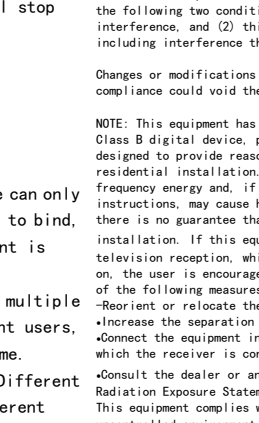 l stop
e can only
to bind,
nt is
multiple
nt users,
me.
Different
erent
the following two conditi
interference, and (2) thi
including interference th
Changes or modifications
compliance could void the
NOTE: This equipment has
Class B digital device, p
designed to provide reaso
residential installation.
frequency energy and, if
instructions, may cause h
there is no guarantee tha
installation. If this equ
television reception, whi
on, the user is encourage
of the following measures
—Reorient or relocate the
•Increase the separation
•Connect the equipment in
which the receiver is con
•Consult the dealer or an
Radiation Exposure Statem
This equipment complies w